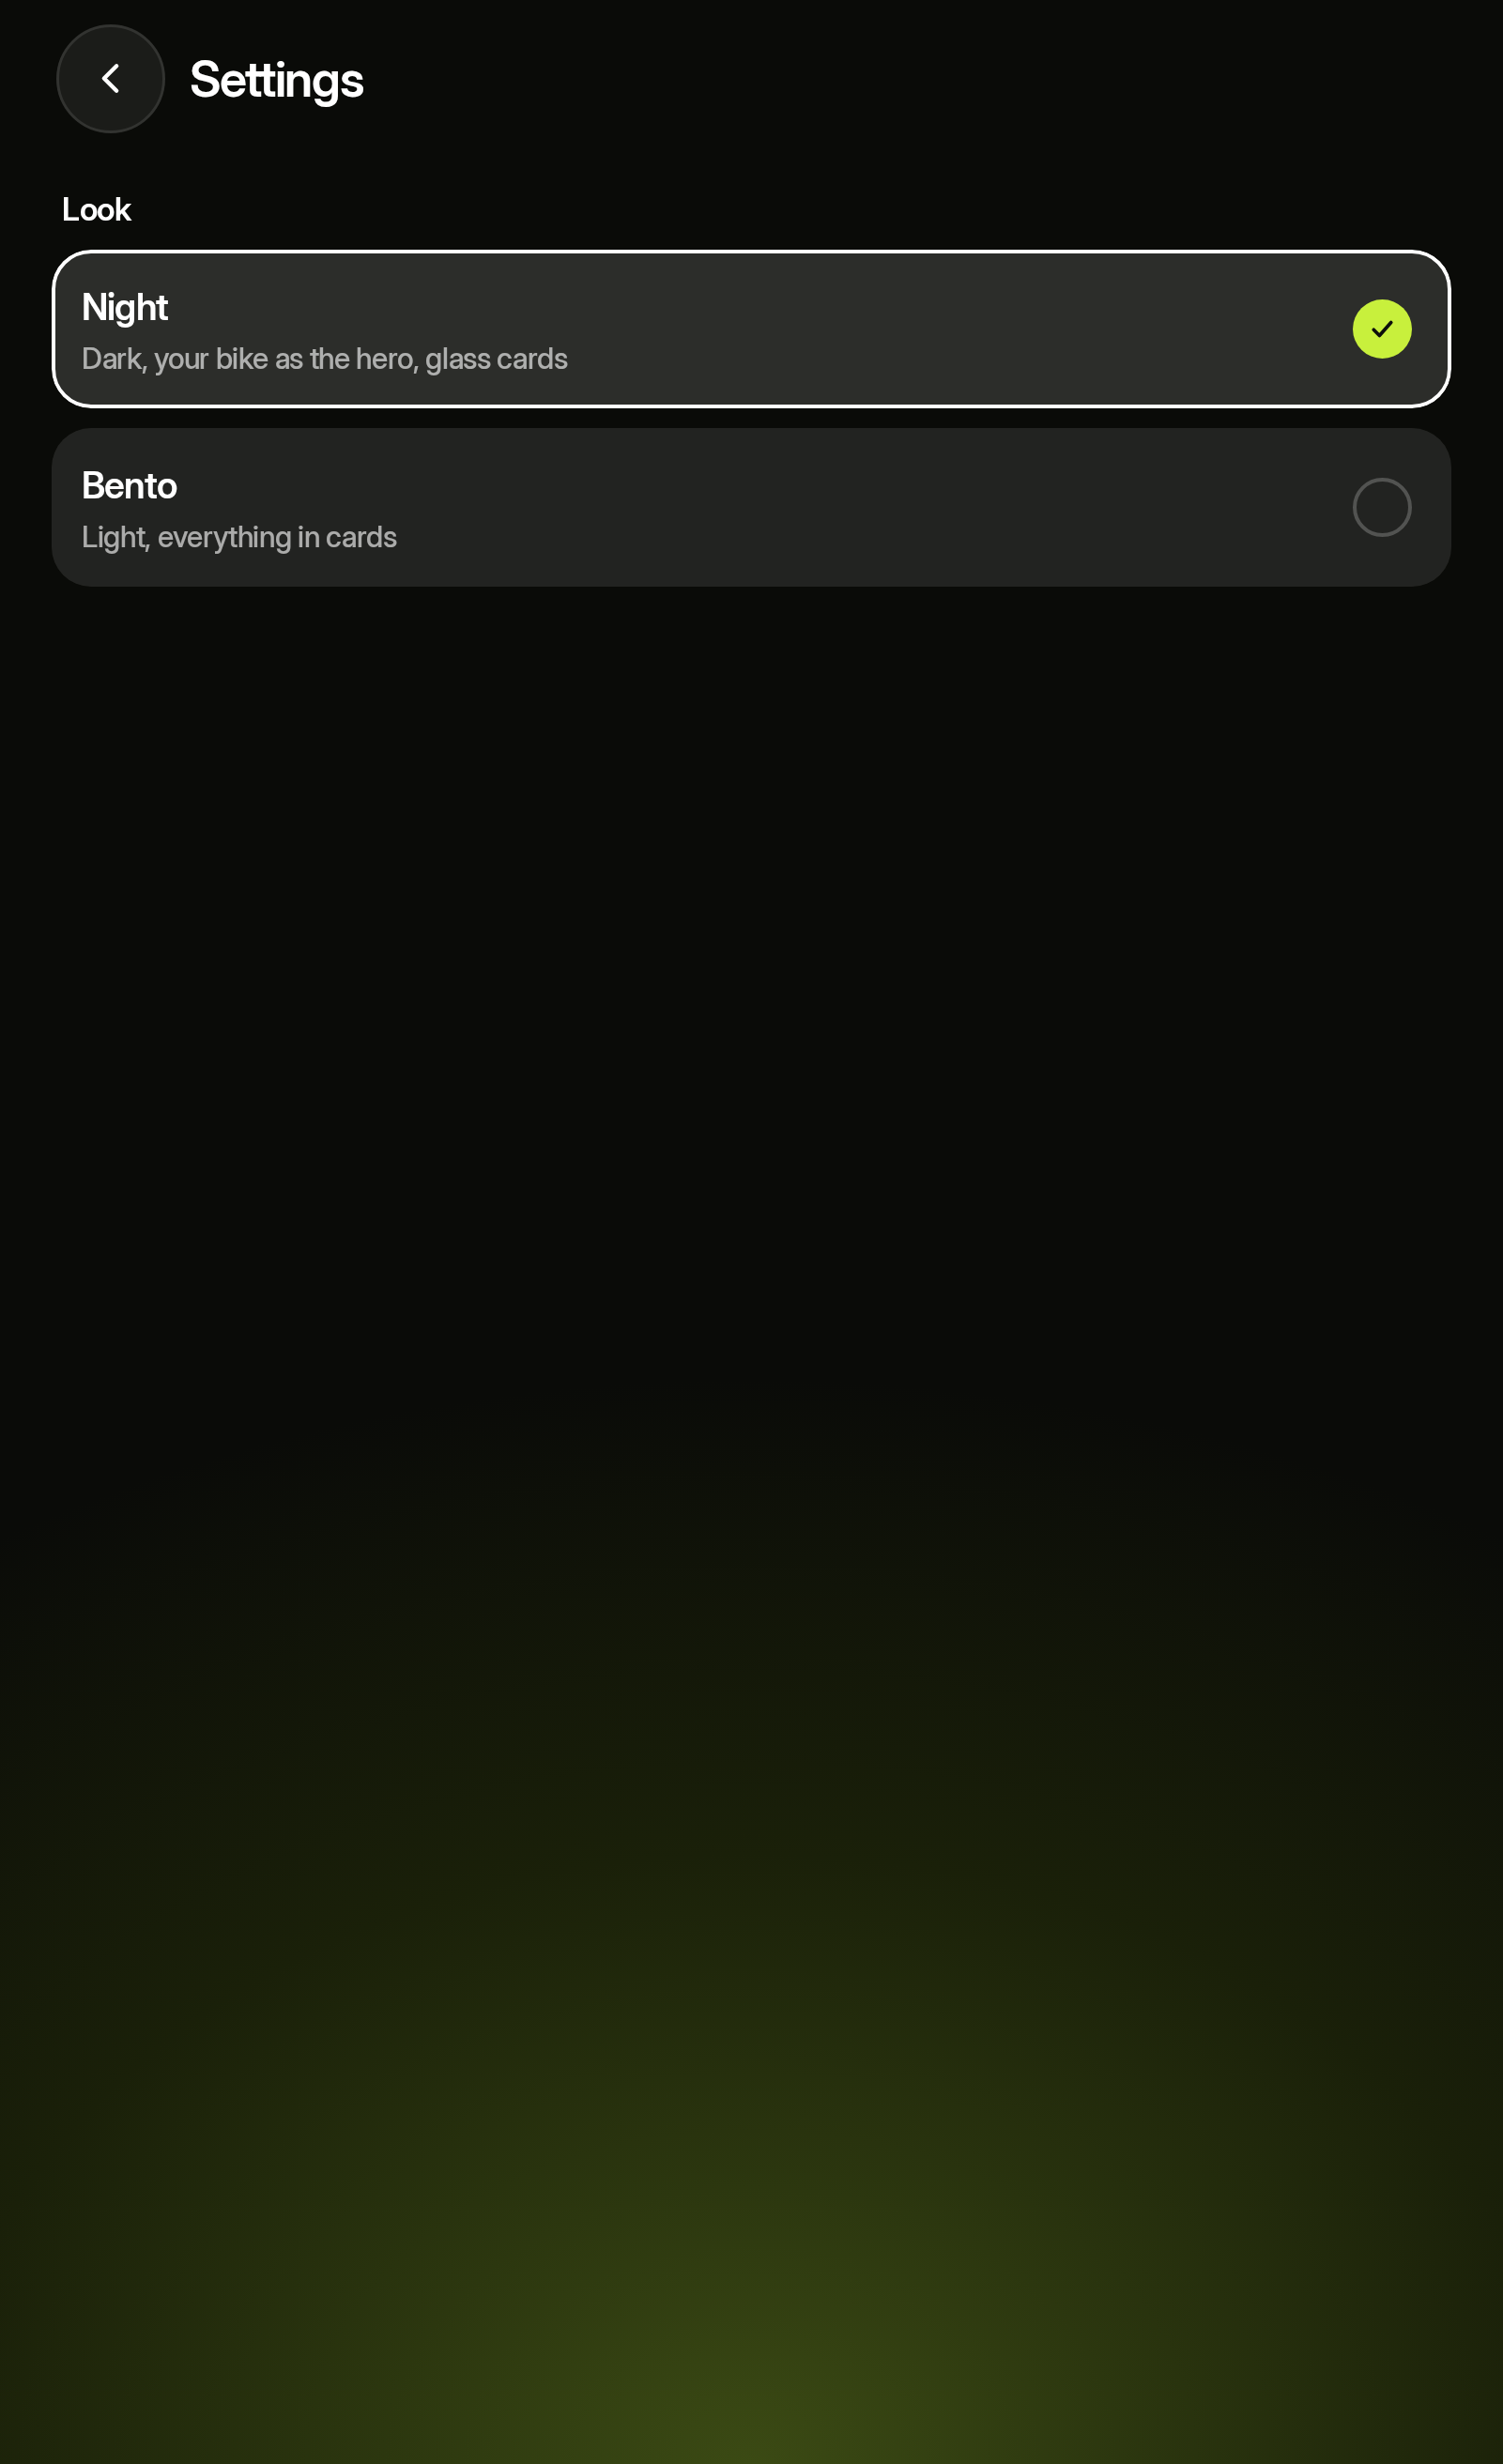 Settings
Look
Night
Dark, your bike as the hero, glass cards
Bento
Light, everything in cards